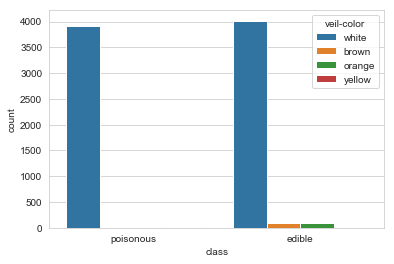 veil-color
white
brown
orange
yellow
4000
3500
3000
2500
2000
1500
1000
500
0
count
poisonous
edible
class